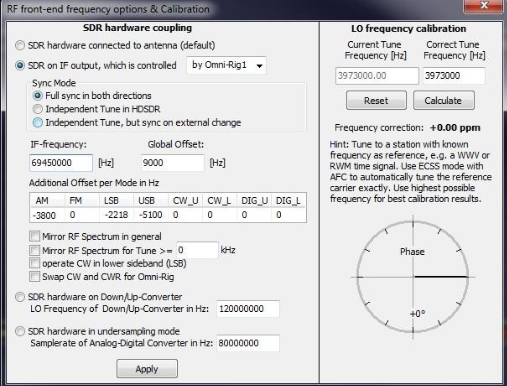 RF front-end frequency options & Calibration
SDR hardware coupling
SDR hardware connected to antenna (default)
SDR on IF output, which is controlled by Omni-Rig1
Sync Mode
Full sync in both directions
Independent Tune in HDSDR
Independent Tune, but sync on external change
IF-frequency: Global Offset:
69450000 [Hz] 9000 [Hz]
Additional Offset per Mode in Hz
AM FM LSB USB CW_U CW_L DIG_U DIG_L
-3800 0 -2218 -5100 0 0 0 0
Mirror RF Spectrum in general
Mirror RF Spectrum for Tune >= 0 kHz
operate CW in lower sideband (LSB)
Swap CW and CWR for Omni-Rig
SDR hardware on Down/Up-Converter
LO Frequency of Down/Up-Converter in Hz: 120000000
SDR hardware in undersampling mode
Samplerate of Analog-Digital Converter in Hz: 80000000
Apply
LO frequency calibration
Current Tune Correct Tune
Frequency [Hz] Frequency [Hz]
3973000.00 3973000
Reset Calculate
Frequency correction: +0.00 ppm
Hint: Tune to a station with known
frequency as reference, e.g. a WWV or
RWM time signal. Use ECSS mode with
AFC to automatically tune the reference
carrier exactly. Use highest possible
frequency for best calibration results.
Phase
+0°